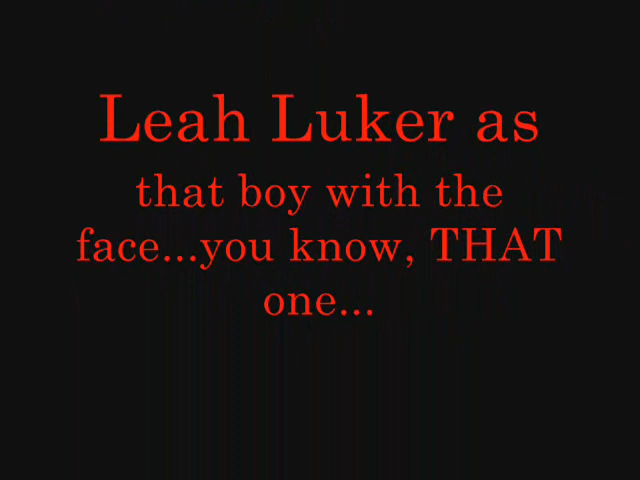 Leah Luker as
that boy with the
face...you know, THAT
one...